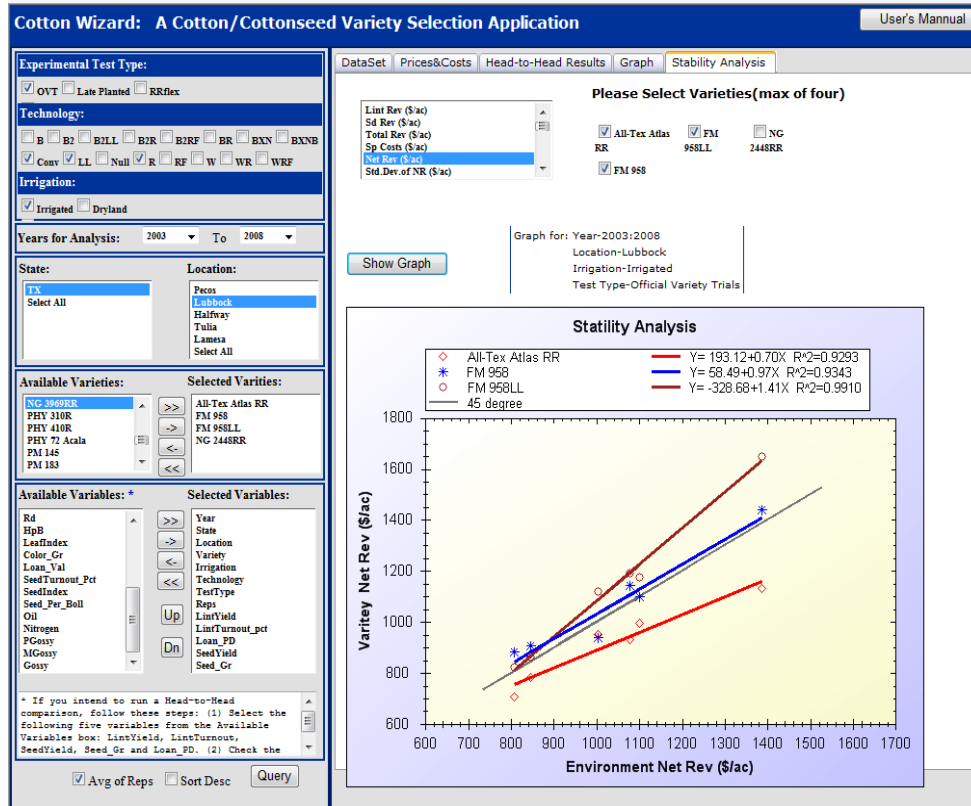 Cotton Wizard:   A Cotton/Cottonseed Variety Selection Application
User's Mannual
Experimental Test Type:
OVT Late Planted RRflex
Technology:
B B2 B2LL B2R B2RF BR BXN BXNB
Conv LL Null R RF W WR WRF
Irrigation:
Irrigated Dryland
Years for Analysis: 2003 To 2008
State:
TX
Select All
Location:
Pecos
Lubbock
Halfway
Tulia
Lamesa
Select All
Available Varieties:
NG 3969RR
PHY 310R
PHY 410R
PHY 72 Acala
PM 145
PM 183
>>
->
<-
<<
Selected Varities:
All-Tex Atlas RR
FM 958
FM 958LL
NG 2448RR
Available Variables: *
Rd
HpB
LeafIndex
Color_Gr
Loan_Val
SeedTurnout_Pct
SeedIndex
Seed_Per_Boll
Oil
Nitrogen
PGossy
MGossy
Gossy
>>
->
<-
<<
Up
Dn
Selected Variables:
Year
State
Location
Variety
Irrigation
Technology
TestType
Reps
LintYield
LintTurnout_pct
Loan_PD
SeedYield
Seed_Gr
* If you intend to run a Head-to-Head
comparison, follow these steps: (1) Select the
following five variables from the Available
Variables box: LintYield, LintTurnout,
SeedYield, Seed_Gr and Loan_PD. (2) Check the
Avg of Reps Sort Desc Query
DataSet Prices&Costs Head-to-Head Results Graph Stability Analysis
Lint Rev ($/ac)
Sd Rev ($/ac)
Total Rev ($/ac)
Sp Costs ($/ac)
Net Rev ($/ac)
Std.Dev.of NR ($/ac)
Please Select Varieties(max of four)
All-Tex Atlas RR
FM 958LL
NG 2448RR
FM 958
Show Graph
Graph for: Year-2003:2008
Location-Lubbock
Irrigation-Irrigated
Test Type-Official Variety Trials
Statility Analysis
All-Tex Atlas RR Y= 193.12+0.70X R^2=0.9293
FM 958 Y= 58.49+0.97X R^2=0.9343
FM 958LL Y= -328.68+1.41X R^2=0.9910
45 degree
Varitey Net Rev ($/ac)
1800
1600
1400
1200
1000
800
600
600 700 800 900 1000 1100 1200 1300 1400 1500 1600 1700
Environment Net Rev ($/ac)